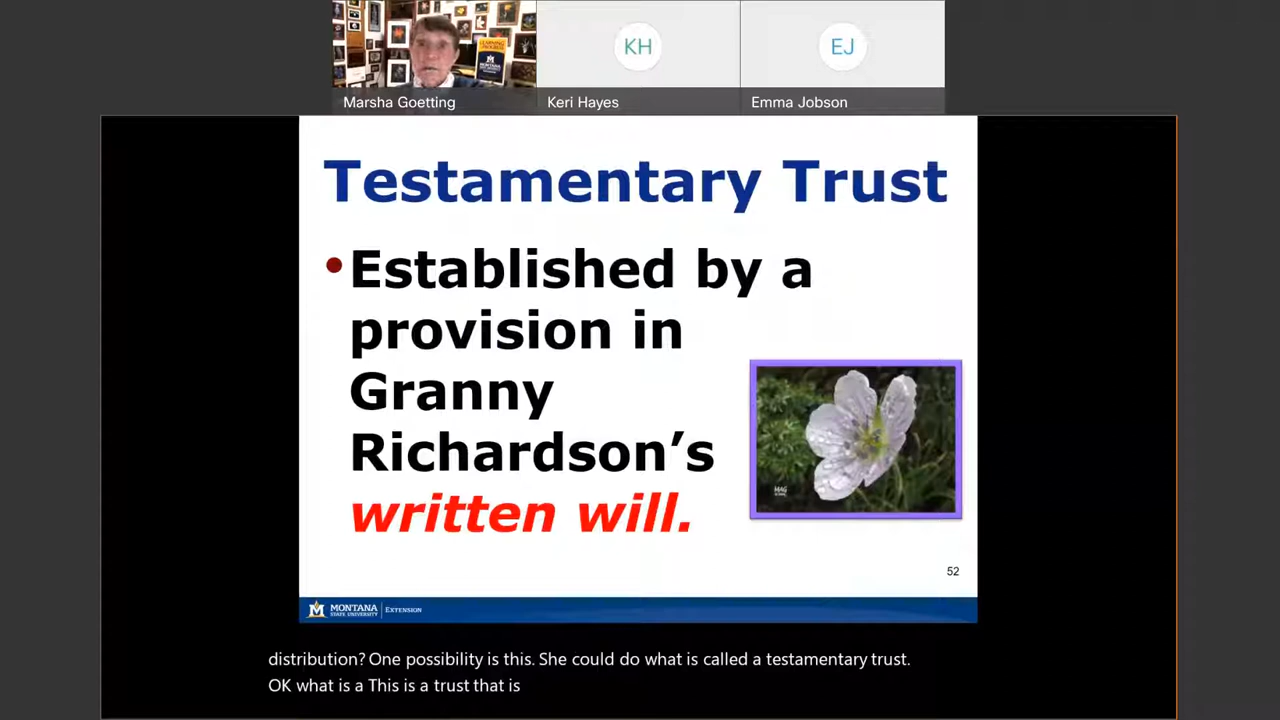 KH
EJ
Marsha Goetting
Keri Hayes
Emma Jobson
Testamentary Trust
•Established by a
provision in
Granny
Richardson’s
written will.
MAG
52
M MONTANA
STATE UNIVERSITY
EXTENSION
distribution? One possibility is this. She could do what is called a testamentary trust.
OK what is a This is a trust that is